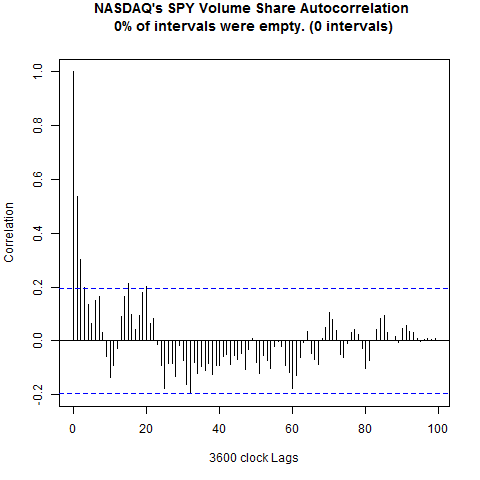 NASDAQ's SPY Volume Share Autocorrelation
0% of intervals were empty. (0 intervals)
Correlation
1.0
0.8
0.6
0.4
0.2
0.0
-0.2
0 20 40 60 80 100
3600 clock Lags